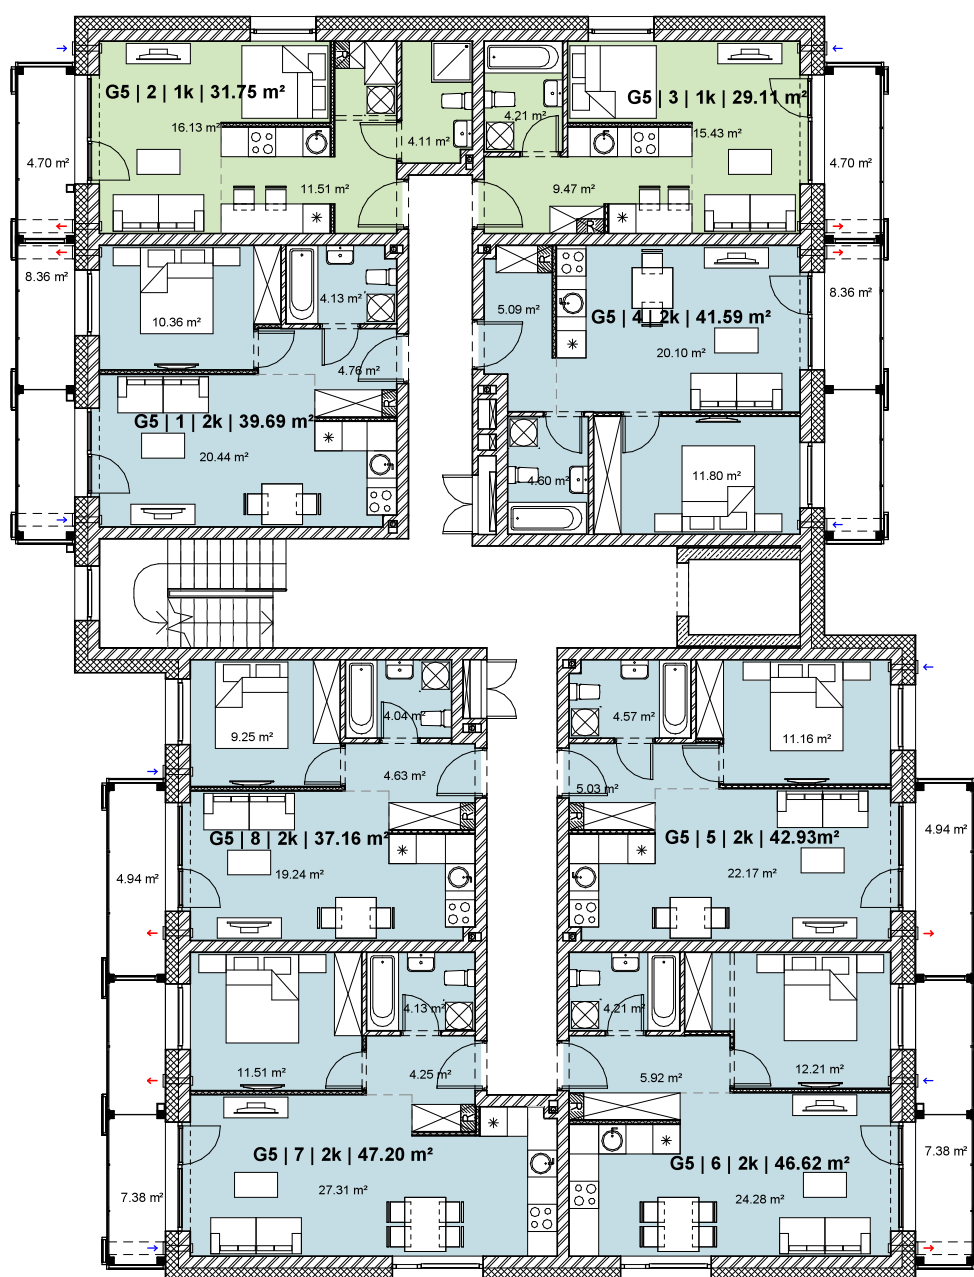 G5 | 2 | 1k | 31.75 m²
16.13 m²
4.11 m²
11.51 m²
4.70 m²
G5 | 3 | 1k | 29.11 m²
4.21 m²
15.43 m²
9.47 m²
4.70 m²
8.36 m²
10.36 m²
4.13 m²
4.76 m²
G5 | 1 | 2k | 39.69 m²
20.44 m²
R
5.09 m²
G5 | 4 | 2k | 41.59 m²
20.10 m²
8.36 m²
4.60 m²
11.80 m²
R
R
R
9.25 m²
4.04 m²
4.63 m²
G5 | 8 | 2k | 37.16 m²
19.24 m²
4.94 m²
R
4.57 m²
11.16 m²
5.03 m²
G5 | 5 | 2k | 42.93m²
22.17 m²
4.94 m²
R
4.13 m²
11.51 m²
4.25 m²
G5 | 7 | 2k | 47.20 m²
27.31 m²
7.38 m²
R
4.21 m²
12.21 m²
5.92 m²
G5 | 6 | 2k | 46.62 m²
24.28 m²
7.38 m²
R